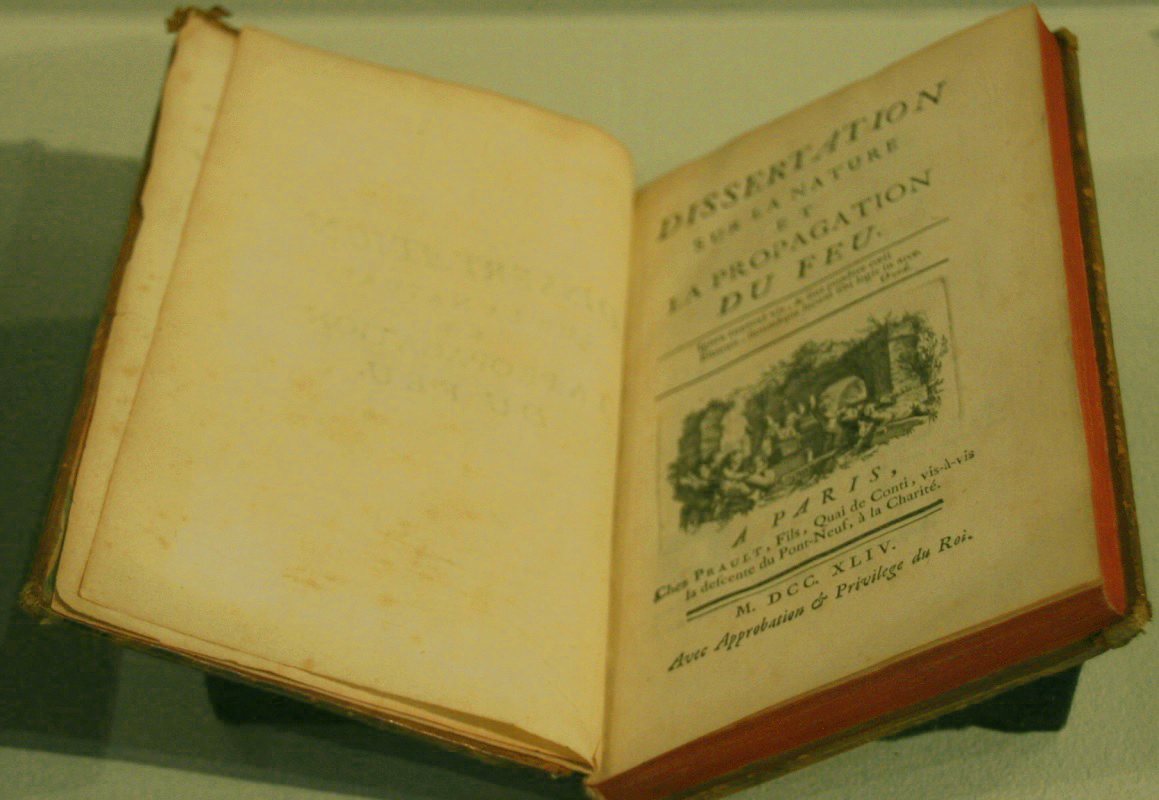 DISSERTATION
SUR LA NATURE
ET
LA PROPAGATION
DU FEU.
Ovid.
A PARIS,
Chez PRAULT, Fils, Quai de Conti, vis-à-vis
la descente du Pont-Neuf, à la Charité.
M. DCC. XLIV.
Avec Approbation & Privilege du Roi.